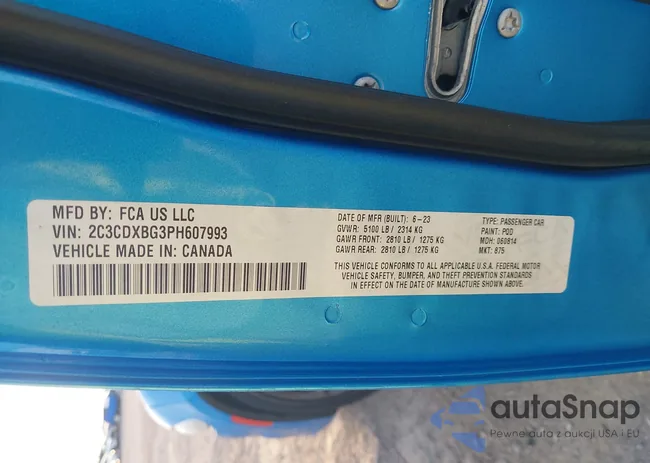 MFD BY: FCA US LLC
VIN: 2C3CDXBG3PH607993
VEHICLE MADE IN: CANADA
DATE OF MFR (BUILT): 6-23
GVWR: 5100 LB / 2314 KG
GAWR FRONT: 2810 LB / 1275 KG
GAWR REAR: 2810 LB / 1275 KG
TYPE: PASSENGER CAR
PAINT: PQD
MDH: 060814
MKT: 875
THIS VEHICLE CONFORMS TO ALL APPLICABLE U.S.A. FEDERAL MOTOR
VEHICLE SAFETY, BUMPER, AND THEFT PREVENTION STANDARDS
IN EFFECT ON THE DATE OF MANUFACTURE SHOWN ABOVE.
autaSnap
Pewne auta z aukcji USA i EU